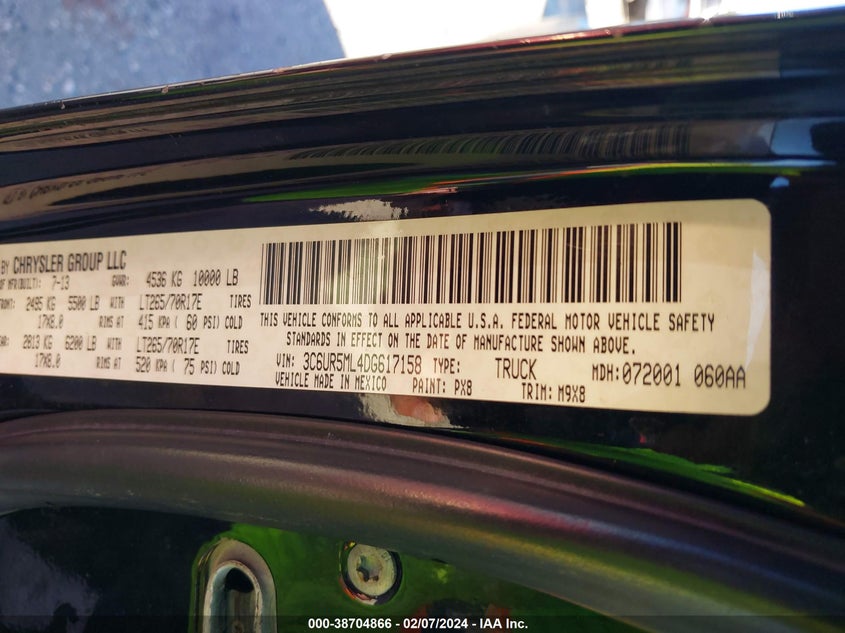 BY CHRYSLER GROUP LLC
OF MFR(BUILT): 7-13 GVWR: 4536 KG 10000 LB
FRONT: 2495 KG 5500 LB WITH LT265/70R17E TIRES
17X8.0 RIMS AT 415 KPA ( 60 PSI) COLD
2813 KG 6200 LB WITH LT265/70R17E TIRES
17X8.0 RIMS AT 520 KPA ( 75 PSI) COLD
THIS VEHICLE CONFORMS TO ALL APPLICABLE U.S.A. FEDERAL MOTOR VEHICLE SAFETY
STANDARDS IN EFFECT ON THE DATE OF MANUFACTURE SHOWN ABOVE.
VIN: 3C6UR5ML4DG617158 TYPE: TRUCK MDH:072001 060AA
VEHICLE MADE IN MEXICO PAINT: PX8 TRIM: M9X8
000-38704866 - 02/07/2024 - IAA Inc.